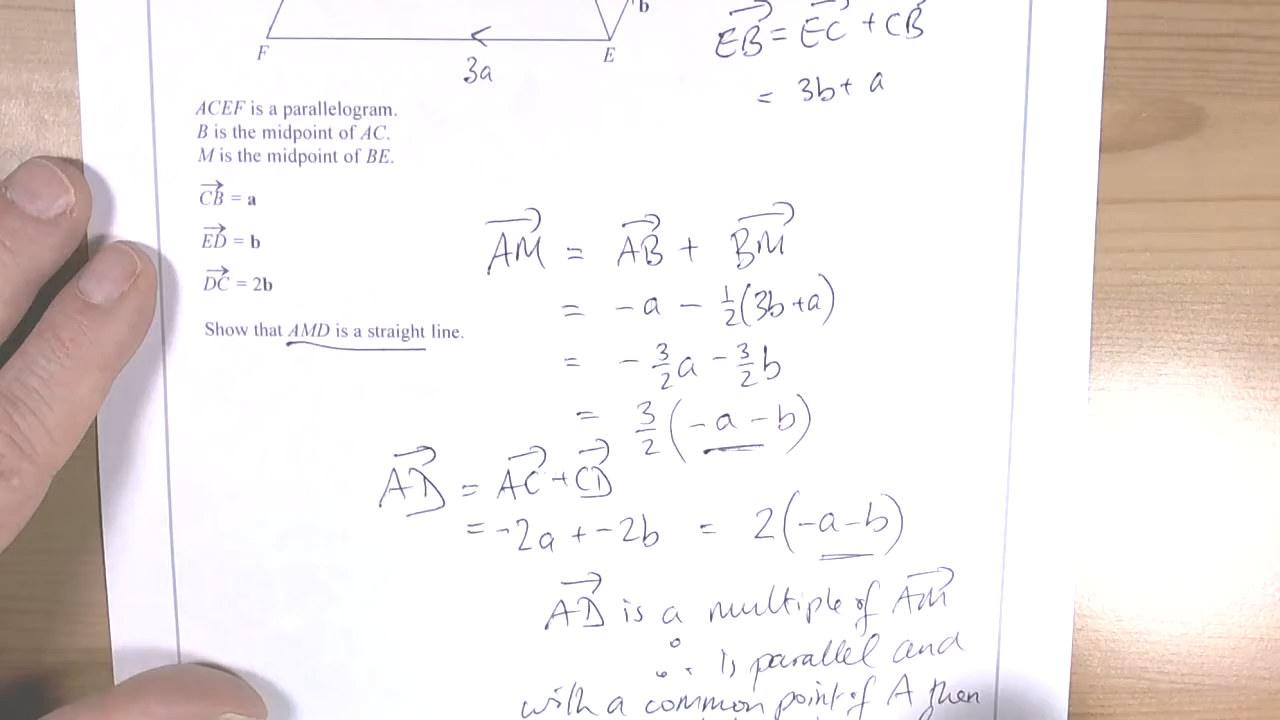 b
EB = EC + CB
= 3b + a
F
E
3a
ACEF is a parallelogram.
B is the midpoint of AC.
M is the midpoint of BE.
CB = a
ED = b
DC = 2b
Show that AMD is a straight line.
AM = AB + BM
= -a - 1/2(3b+a)
= - 3/2a - 3/2b
= 3/2(-a-b)
AD = AC + CD
= -2a + -2b = 2(-a-b)
AD is a multiple of AM
∴ is parallel and
with a common point of A then